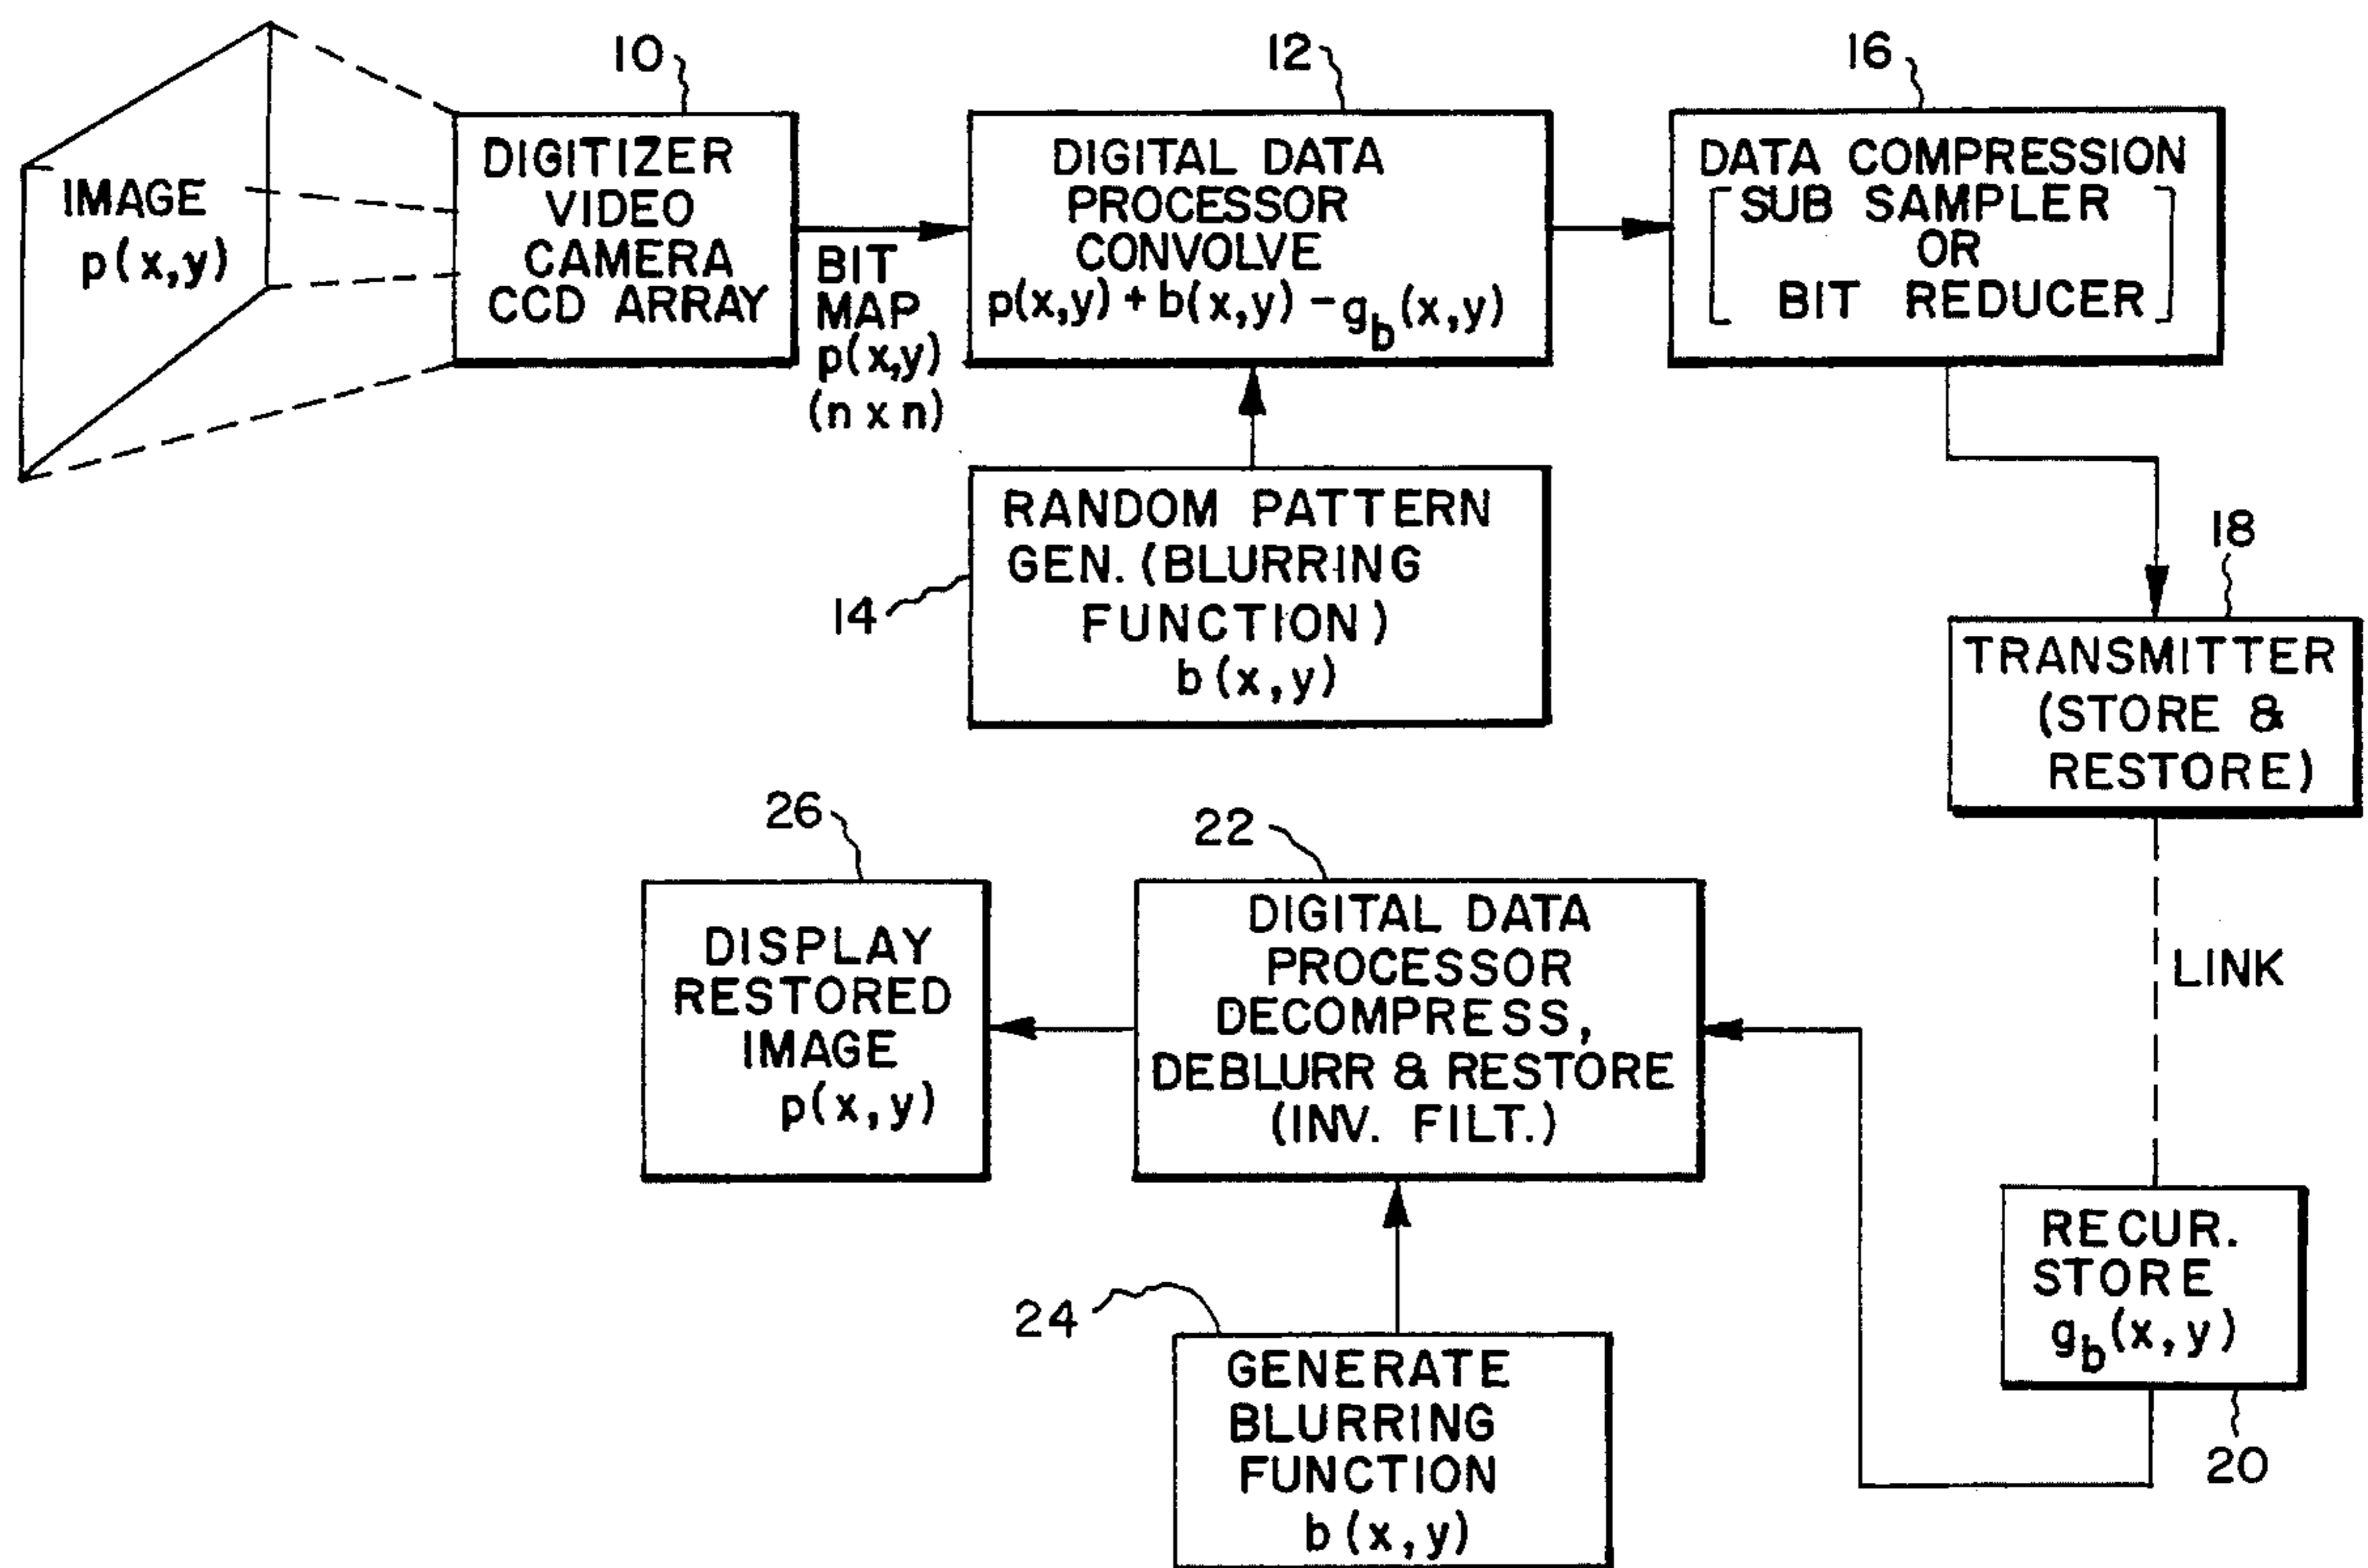 10
12
16
IMAGE
p(x,y)
DIGITIZER
VIDEO
CAMERA
CCD ARRAY
BIT
MAP
p(x,y)
(n x n)
DIGITAL DATA
PROCESSOR
CONVOLVE
p(x,y) + b(x,y) - g_b(x,y)
DATA COMPRESSION
[SUB SAMPLER
OR
BIT REDUCER]
14
RANDOM PATTERN
GEN. (BLURRING
FUNCTION)
b(x,y)
18
TRANSMITTER
(STORE &
RESTORE)
LINK
26
DISPLAY
RESTORED
IMAGE
p(x,y)
22
DIGITAL DATA
PROCESSOR
DECOMPRESS,
DEBLURR & RESTORE
(INV. FILT.)
24
GENERATE
BLURRING
FUNCTION
b(x,y)
RECUR.
STORE
g_b(x,y)
20